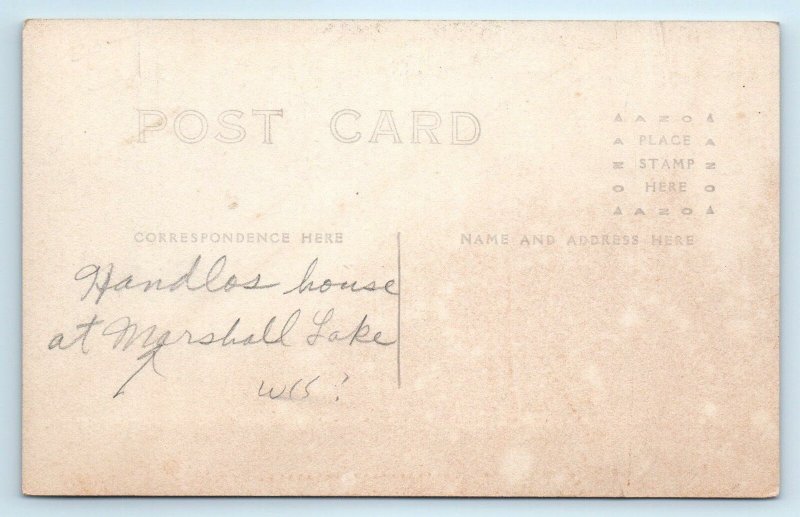 POST CARD
AZO
PLACE
STAMP
HERE
AZO
CORRESPONDENCE HERE
NAME AND ADDRESS HERE
Handlos house
at Marshall Lake
Wis?